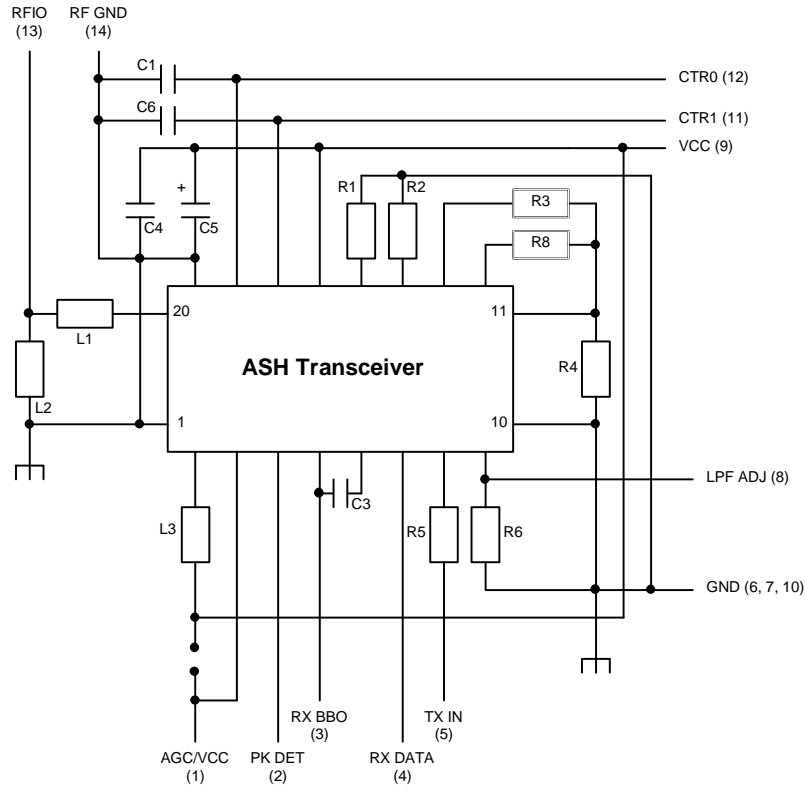 RFIO
(13)
RF GND
(14)
C1
CTR0 (12)
C6
CTR1 (11)
VCC (9)
+
C4
C5
R1
R2
R3
R8
20
11
L1
ASH Transceiver
R4
L2
1
10
LPF ADJ (8)
C3
L3
R5
R6
GND (6, 7, 10)
RX BBO
(3)
TX IN
(5)
AGC/VCC
(1)
PK DET
(2)
RX DATA
(4)